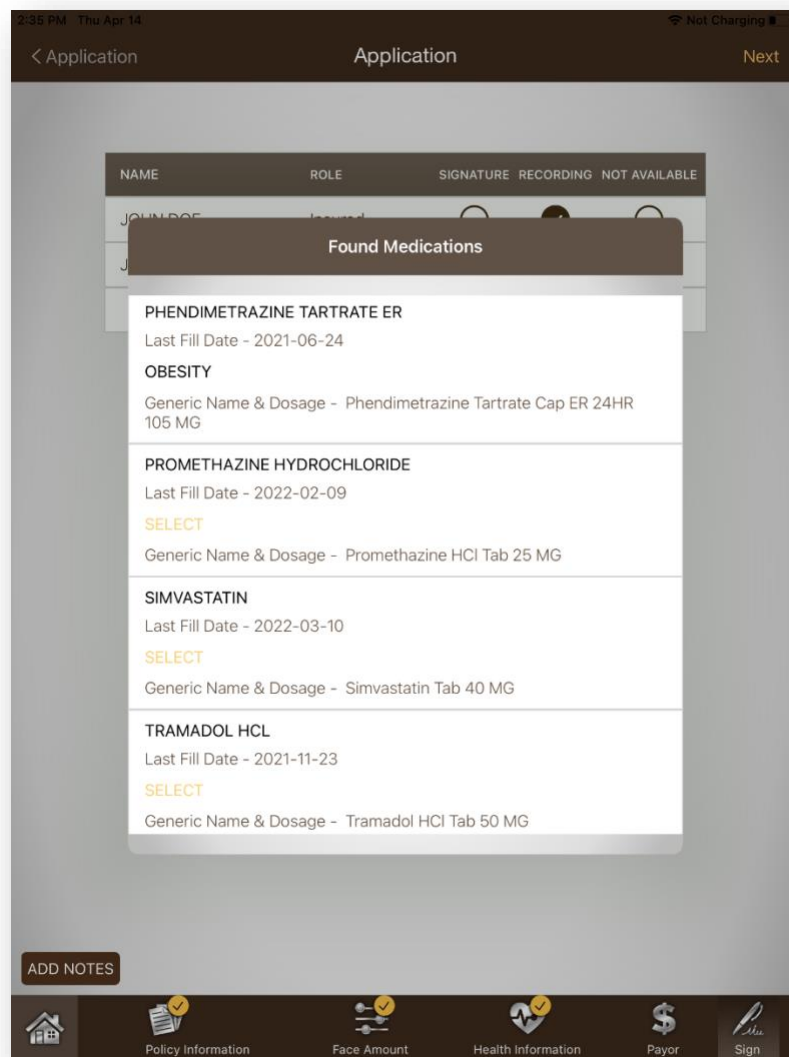 2:35 PM Thu Apr 14
Not Charging
Application
Application
Next
NAME ROLE SIGNATURE RECORDING NOT AVAILABLE
JOHN DOE Insured
J
Found Medications
PHENDIMETRAZINE TARTRATE ER
Last Fill Date - 2021-06-24
OBESITY
Generic Name & Dosage - Phendimetrazine Tartrate Cap ER 24HR
105 MG
PROMETHAZINE HYDROCHLORIDE
Last Fill Date - 2022-02-09
SELECT
Generic Name & Dosage - Promethazine HCl Tab 25 MG
SIMVASTATIN
Last Fill Date - 2022-03-10
SELECT
Generic Name & Dosage - Simvastatin Tab 40 MG
TRAMADOL HCL
Last Fill Date - 2021-11-23
SELECT
Generic Name & Dosage - Tramadol HCl Tab 50 MG
ADD NOTES
Policy Information Face Amount Health Information Payor Sign